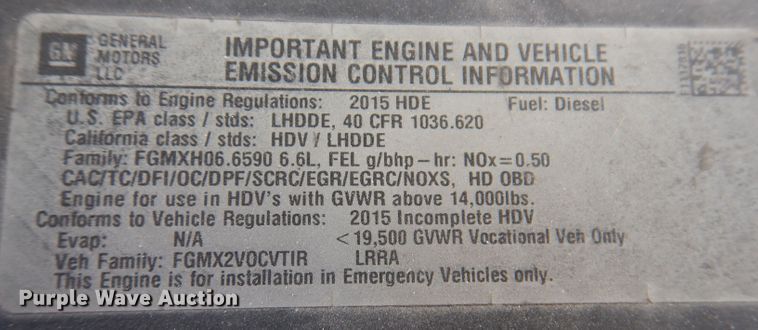 GM GENERAL MOTORS LLC
IMPORTANT ENGINE AND VEHICLE
EMISSION CONTROL INFORMATION
Conforms to Engine Regulations: 2015 HDE Fuel: Diesel
U.S. EPA class / stds: LHDDE, 40 CFR 1036.620
California class / stds: HDV / LHDDE
Family: FGMXH06.6590 6.6L, FEL g/bhp-hr: NOx=0.50
CAC/TC/DFI/OC/DPF/SCRC/EGR/EGRC/NOXS, HD OBD
Engine for use in HDV's with GVWR above 14,000lbs.
Conforms to Vehicle Regulations: 2015 Incomplete HDV
Evap: N/A <19,500 GVWR Vocational Veh Only
Veh Family: FGMX2VOCVTIR LRRA
This Engine is for installation in Emergency Vehicles only.
Purple Wave Auction